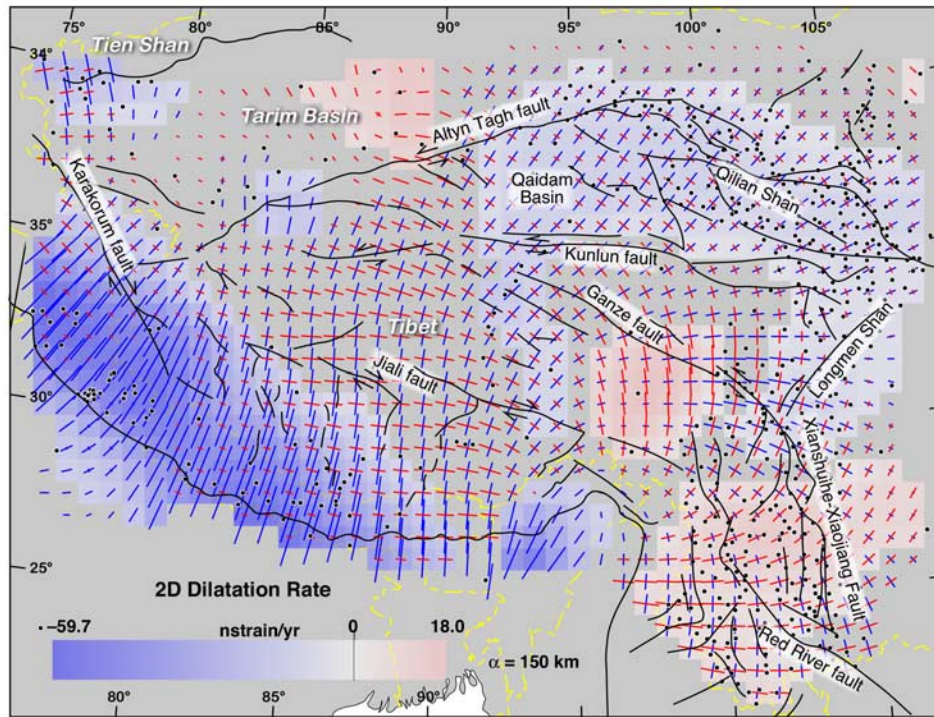 75° 80° 85° 90° 95° 100° 105°
34°
Tien Shan
Tarim Basin
Altyn Tagh fault
Karakorum fault
Qaidam
Basin
Qilian Shan
35°
Kunlun fault
Ganze fault
Tibet
Longmen Shan
Jiali fault
30°
Xianshuihe-Xiaojiang Fault
25°
2D Dilatation Rate
−59.7 nstrain/yr 0 18.0
α = 150 km
Red River fault
80° 85° 90°